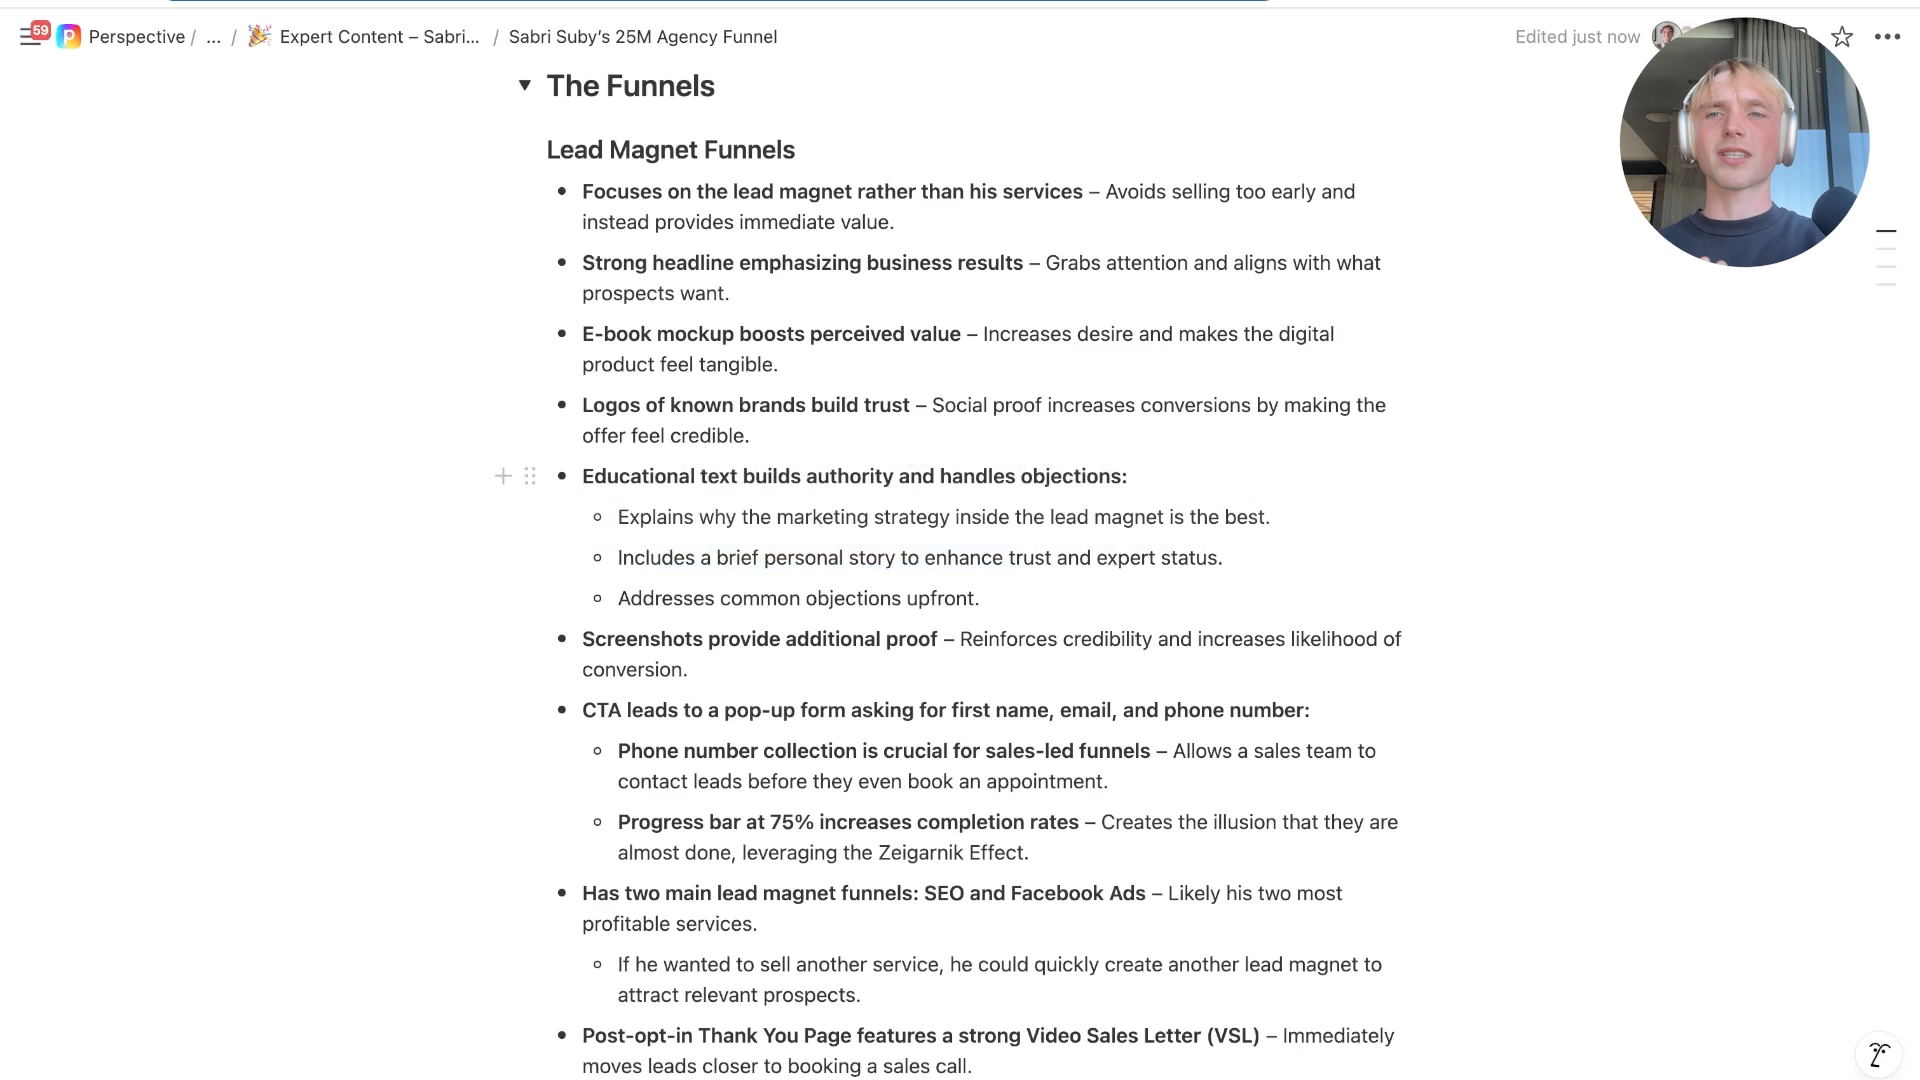 59
Perspective / ... / Expert Content – Sabri... / Sabri Suby's 25M Agency Funnel
Edited just now
The Funnels
Lead Magnet Funnels
Focuses on the lead magnet rather than his services – Avoids selling too early and
instead provides immediate value.
Strong headline emphasizing business results – Grabs attention and aligns with what
prospects want.
E-book mockup boosts perceived value – Increases desire and makes the digital
product feel tangible.
Logos of known brands build trust – Social proof increases conversions by making the
offer feel credible.
Educational text builds authority and handles objections:
Explains why the marketing strategy inside the lead magnet is the best.
Includes a brief personal story to enhance trust and expert status.
Addresses common objections upfront.
Screenshots provide additional proof – Reinforces credibility and increases likelihood of
conversion.
CTA leads to a pop-up form asking for first name, email, and phone number:
Phone number collection is crucial for sales-led funnels – Allows a sales team to
contact leads before they even book an appointment.
Progress bar at 75% increases completion rates – Creates the illusion that they are
almost done, leveraging the Zeigarnik Effect.
Has two main lead magnet funnels: SEO and Facebook Ads – Likely his two most
profitable services.
If he wanted to sell another service, he could quickly create another lead magnet to
attract relevant prospects.
Post-opt-in Thank You Page features a strong Video Sales Letter (VSL) – Immediately
moves leads closer to booking a sales call.